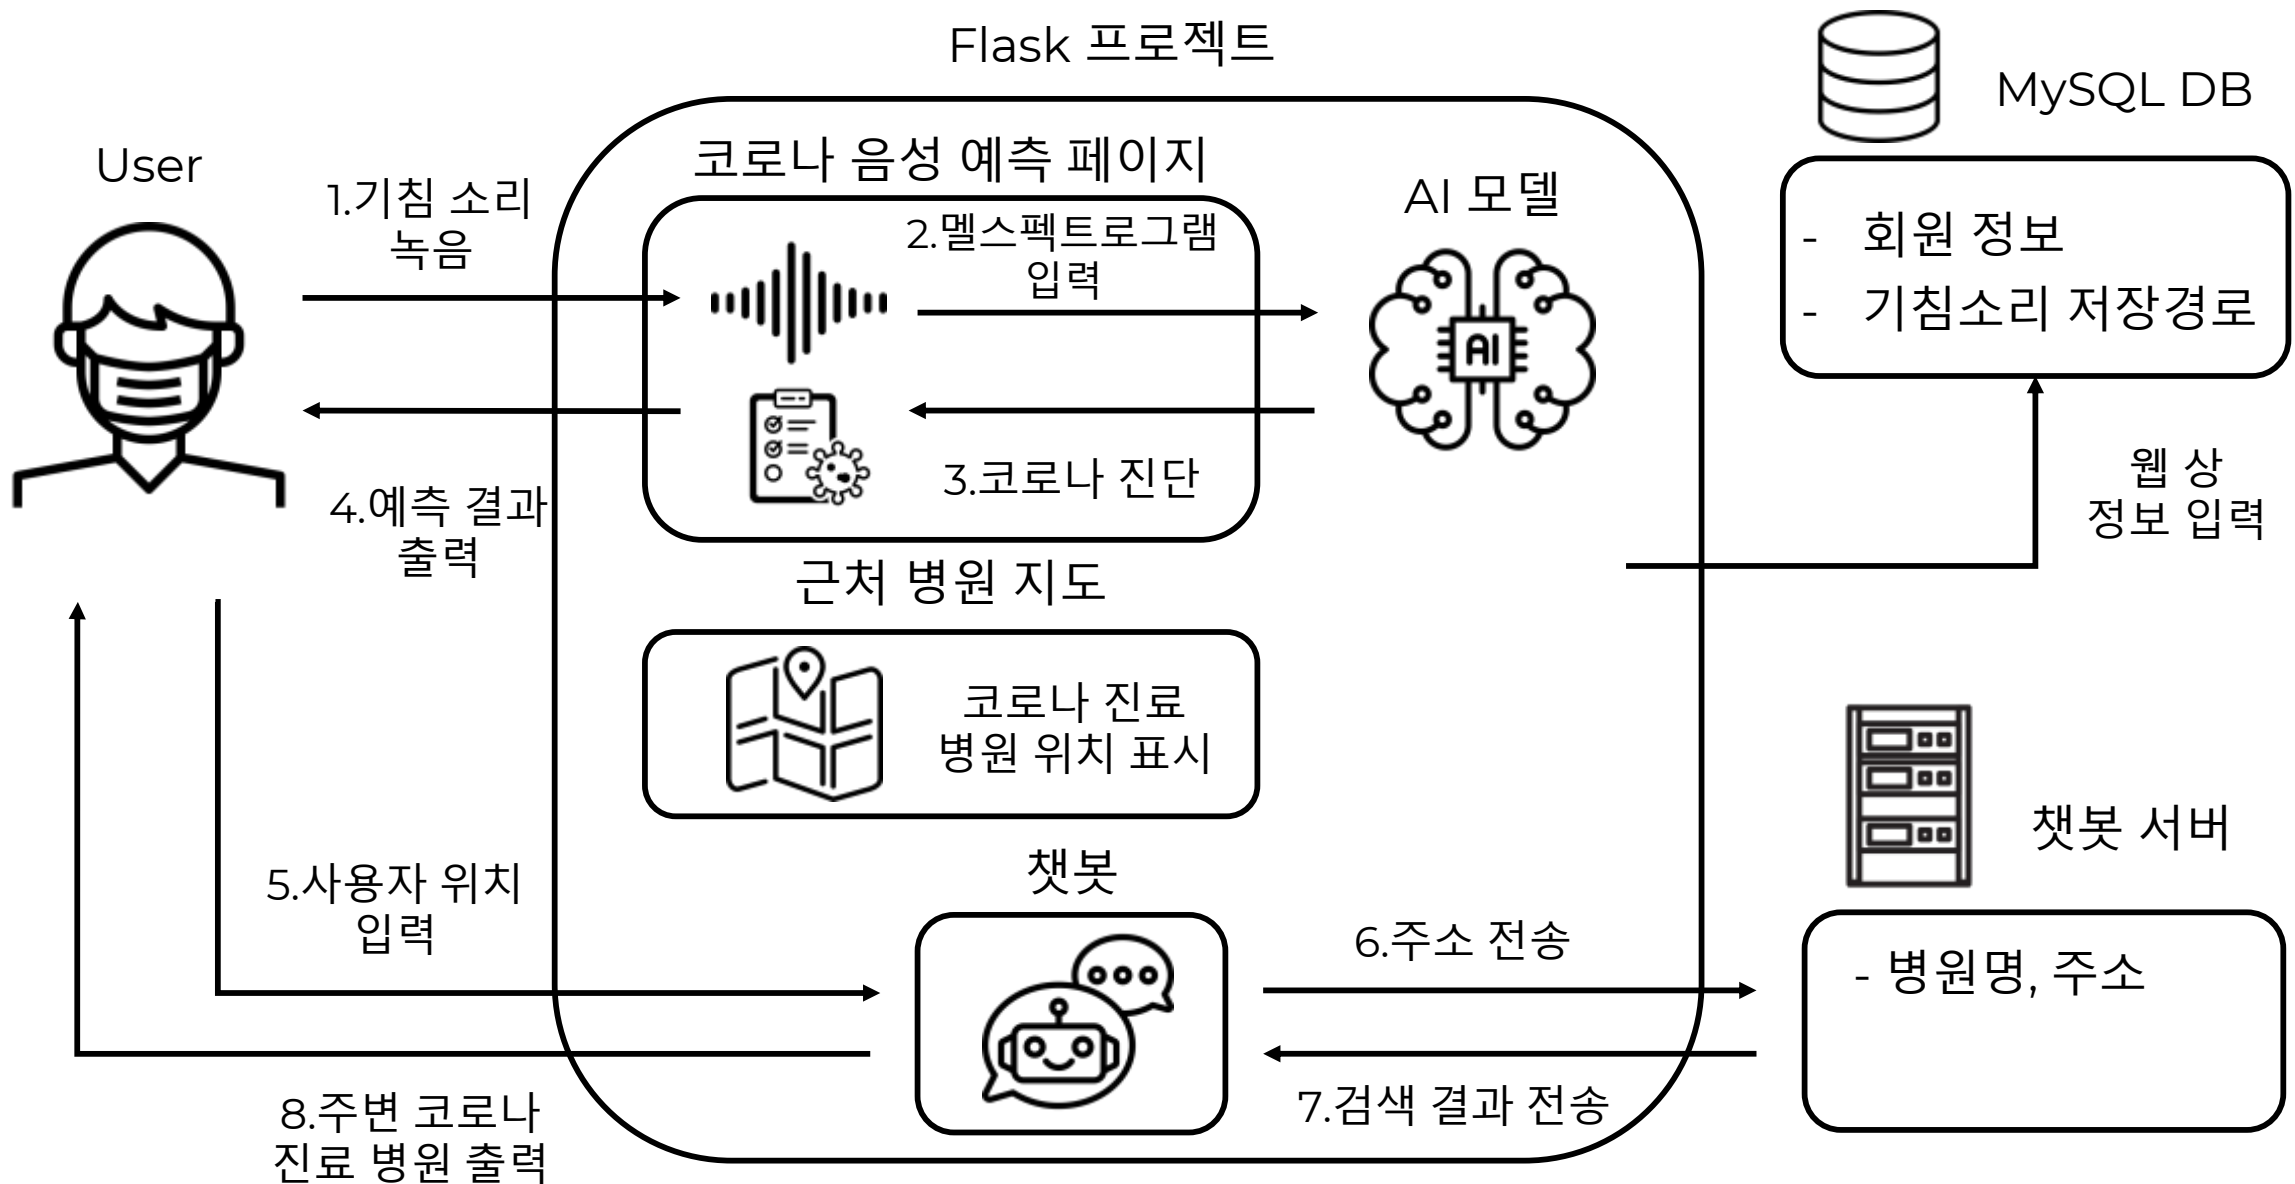 Flask 프로젝트
MySQL DB
- 회원 정보
- 기침소리 저장경로
User
1.기침 소리
녹음
코로나 음성 예측 페이지
2.멜스펙트로그램
입력
AI 모델
AI
3.코로나 진단
4.예측 결과
출력
웹 상
정보 입력
근처 병원 지도
코로나 진료
병원 위치 표시
챗봇 서버
- 병원명, 주소
챗봇
5.사용자 위치
입력
6.주소 전송
7.검색 결과 전송
8.주변 코로나
진료 병원 출력